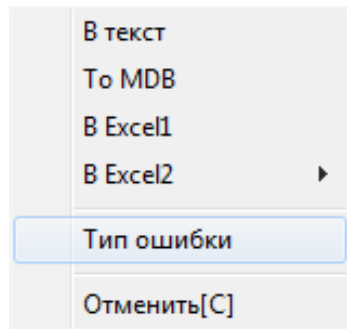 В текст
To MDB
В Excel1
В Excel2
Тип ошибки
Отменить[C]